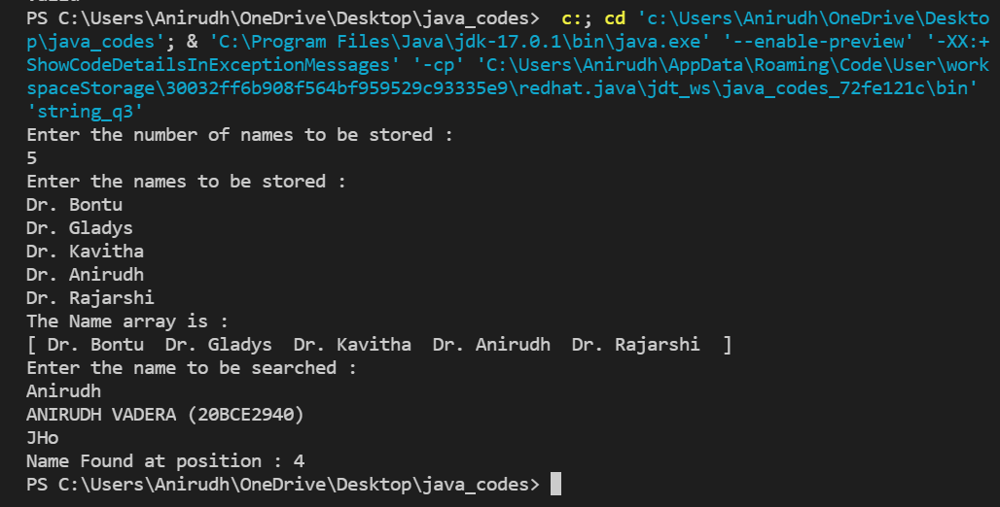 PS C:\Users\Anirudh\OneDrive\Desktop\java_codes>  c:; cd 'c:\Users\Anirudh\OneDrive\Deskto
p\java_codes'; & 'C:\Program Files\Java\jdk-17.0.1\bin\java.exe' '--enable-preview' '-XX:+
ShowCodeDetailsInExceptionMessages' '-cp' 'C:\Users\Anirudh\AppData\Roaming\Code\User\work
spaceStorage\30032ff6b908f564bf959529c93335e9\redhat.java\jdt_ws\java_codes_72fe121c\bin'
'string_q3'
Enter the number of names to be stored :
5
Enter the names to be stored :
Dr. Bontu
Dr. Gladys
Dr. Kavitha
Dr. Anirudh
Dr. Rajarshi
The Name array is :
[ Dr. Bontu  Dr. Gladys  Dr. Kavitha  Dr. Anirudh  Dr. Rajarshi  ]
Enter the name to be searched :
Anirudh
ANIRUDH VADERA (20BCE2940)
JHo
Name Found at position : 4
PS C:\Users\Anirudh\OneDrive\Desktop\java_codes>